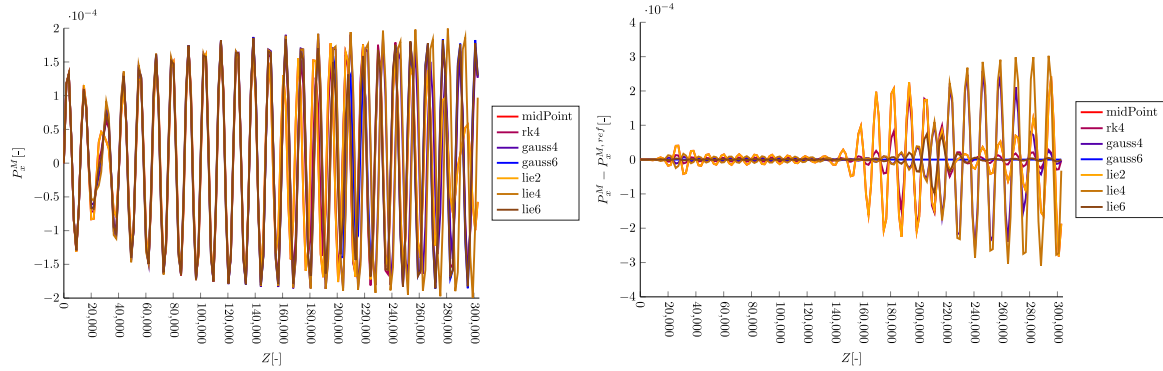 ·10−4
2
1.5
1
0.5
0
−0.5
−1
−1.5
−2
P_x^M[-]
0
20,000
40,000
60,000
80,000
100,000
120,000
140,000
160,000
180,000
200,000
220,000
240,000
260,000
280,000
300,000
Z[-]
midPoint
rk4
gauss4
gauss6
lie2
lie4
lie6
·10−4
4
2
0
−2
−4
P_x^M − P_x^{M,ref}[-]
0
20,000
40,000
60,000
80,000
100,000
120,000
140,000
160,000
180,000
200,000
220,000
240,000
260,000
280,000
300,000
Z[-]
midPoint
rk4
gauss4
gauss6
lie2
lie4
lie6